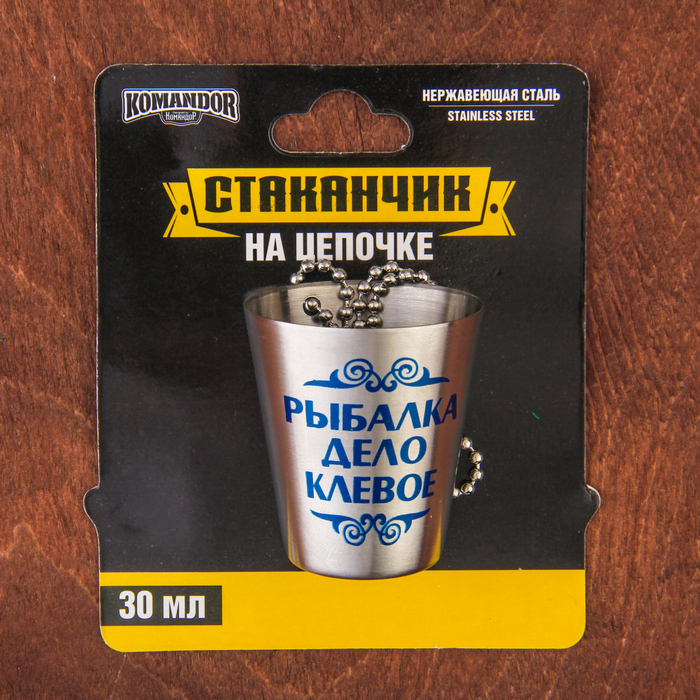 KOMANDOR
КомандоР
НЕРЖАВЕЮЩАЯ СТАЛЬ
STAINLESS STEEL
СТАКАНЧИК
НА ЦЕПОЧКЕ
РЫБАЛКА
ДЕЛО
КЛЕВОЕ
30 МЛ